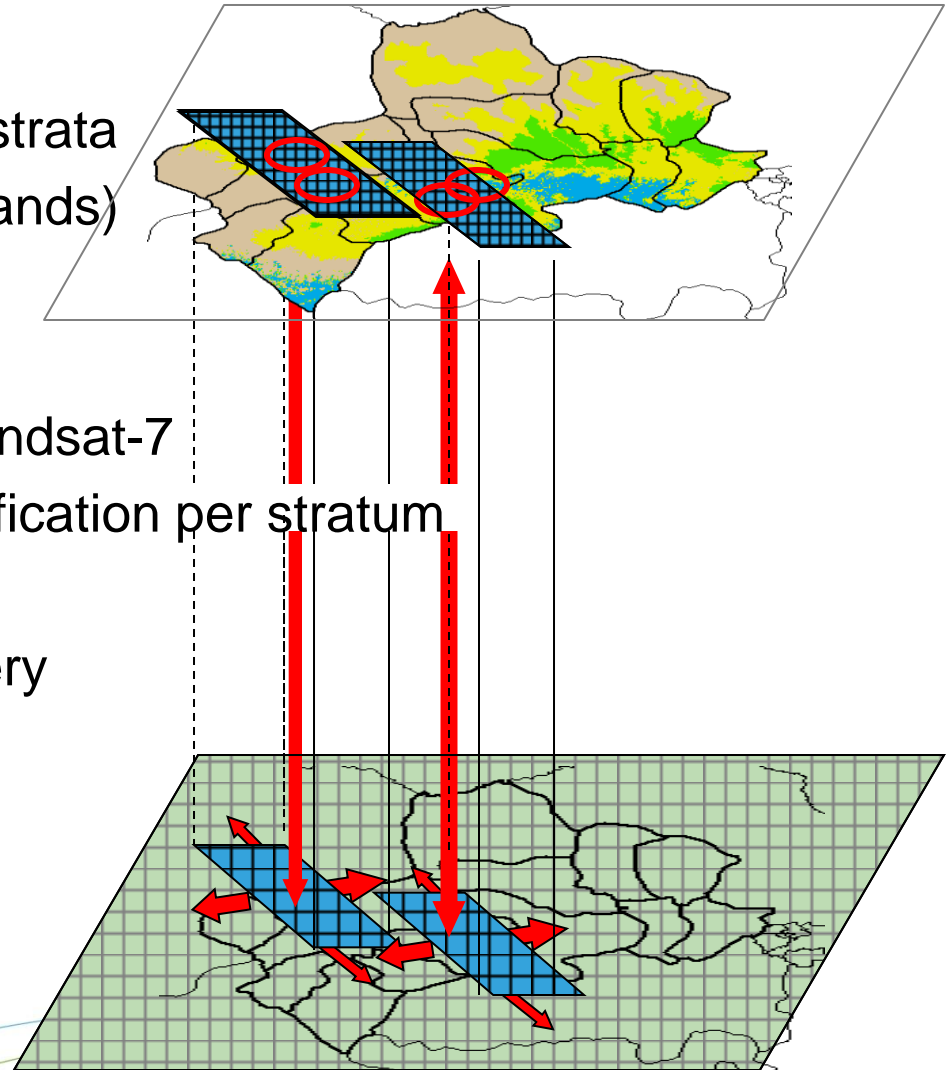 strata
ands)
ndsat-7
fication per stratum
ery